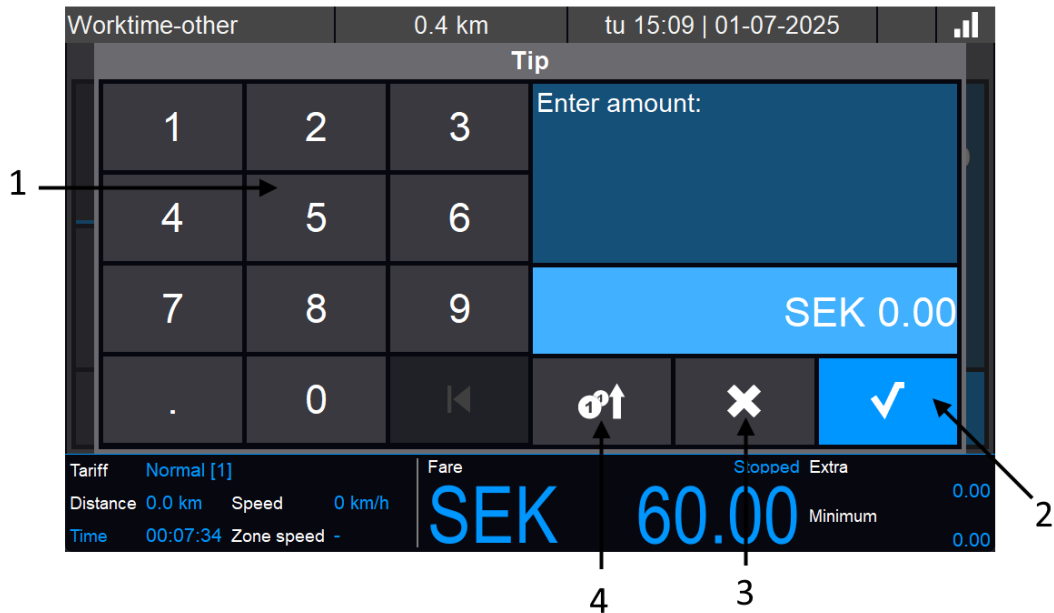 Worktime-other 0.4 km tu 15:09 | 01-07-2025
Tip
1 2 3
Enter amount:
1
4 5 6
7 8 9
SEK 0.00
. 0
Tariff Normal [1] Fare Stopped Extra
Distance 0.0 km Speed 0 km/h SEK 60.00 0.00
Minimum
2
Time 00:07:34 Zone speed - 0.00
4 3